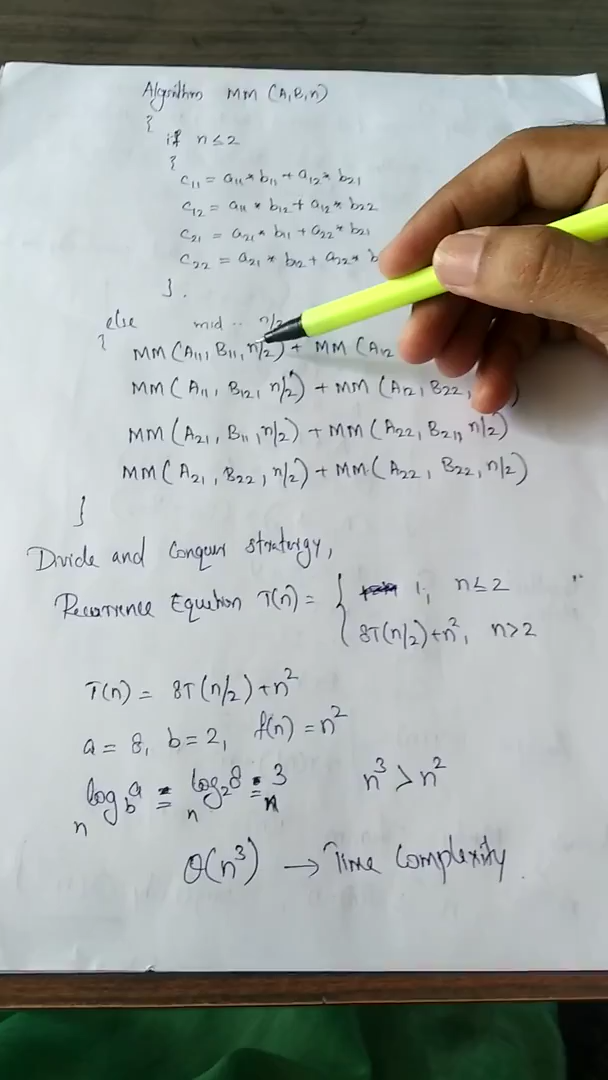 Algorithm MM (A,B,n)
{
if n ≤ 2
{
C11 = a11 * b11 + a12 * b21
C12 = a11 * b12 + a12 * b22
C21 = a21 * b11 + a22 * b21
C22 = a21 * b12 + a22 * b
}.
else mid .. n/2
{ MM (A11, B11, n/2) + MM (A12
MM (A11, B12, n/2) + MM (A12, B22,
MM (A21, B11, n/2) + MM (A22, B21, n/2)
MM (A21, B22, n/2) + MM (A22, B22, n/2)
}
Divide and Conquer stratergy,
Recurrence Equation T(n) = { 1, n ≤ 2
8T(n/2)+n², n>2
T(n) = 8T(n/2)+n²
a = 8, b = 2, f(n) = n²
n^log_b a = n^log_2 8 = n^3 n³ > n²
θ(n³) → Time Complexity.